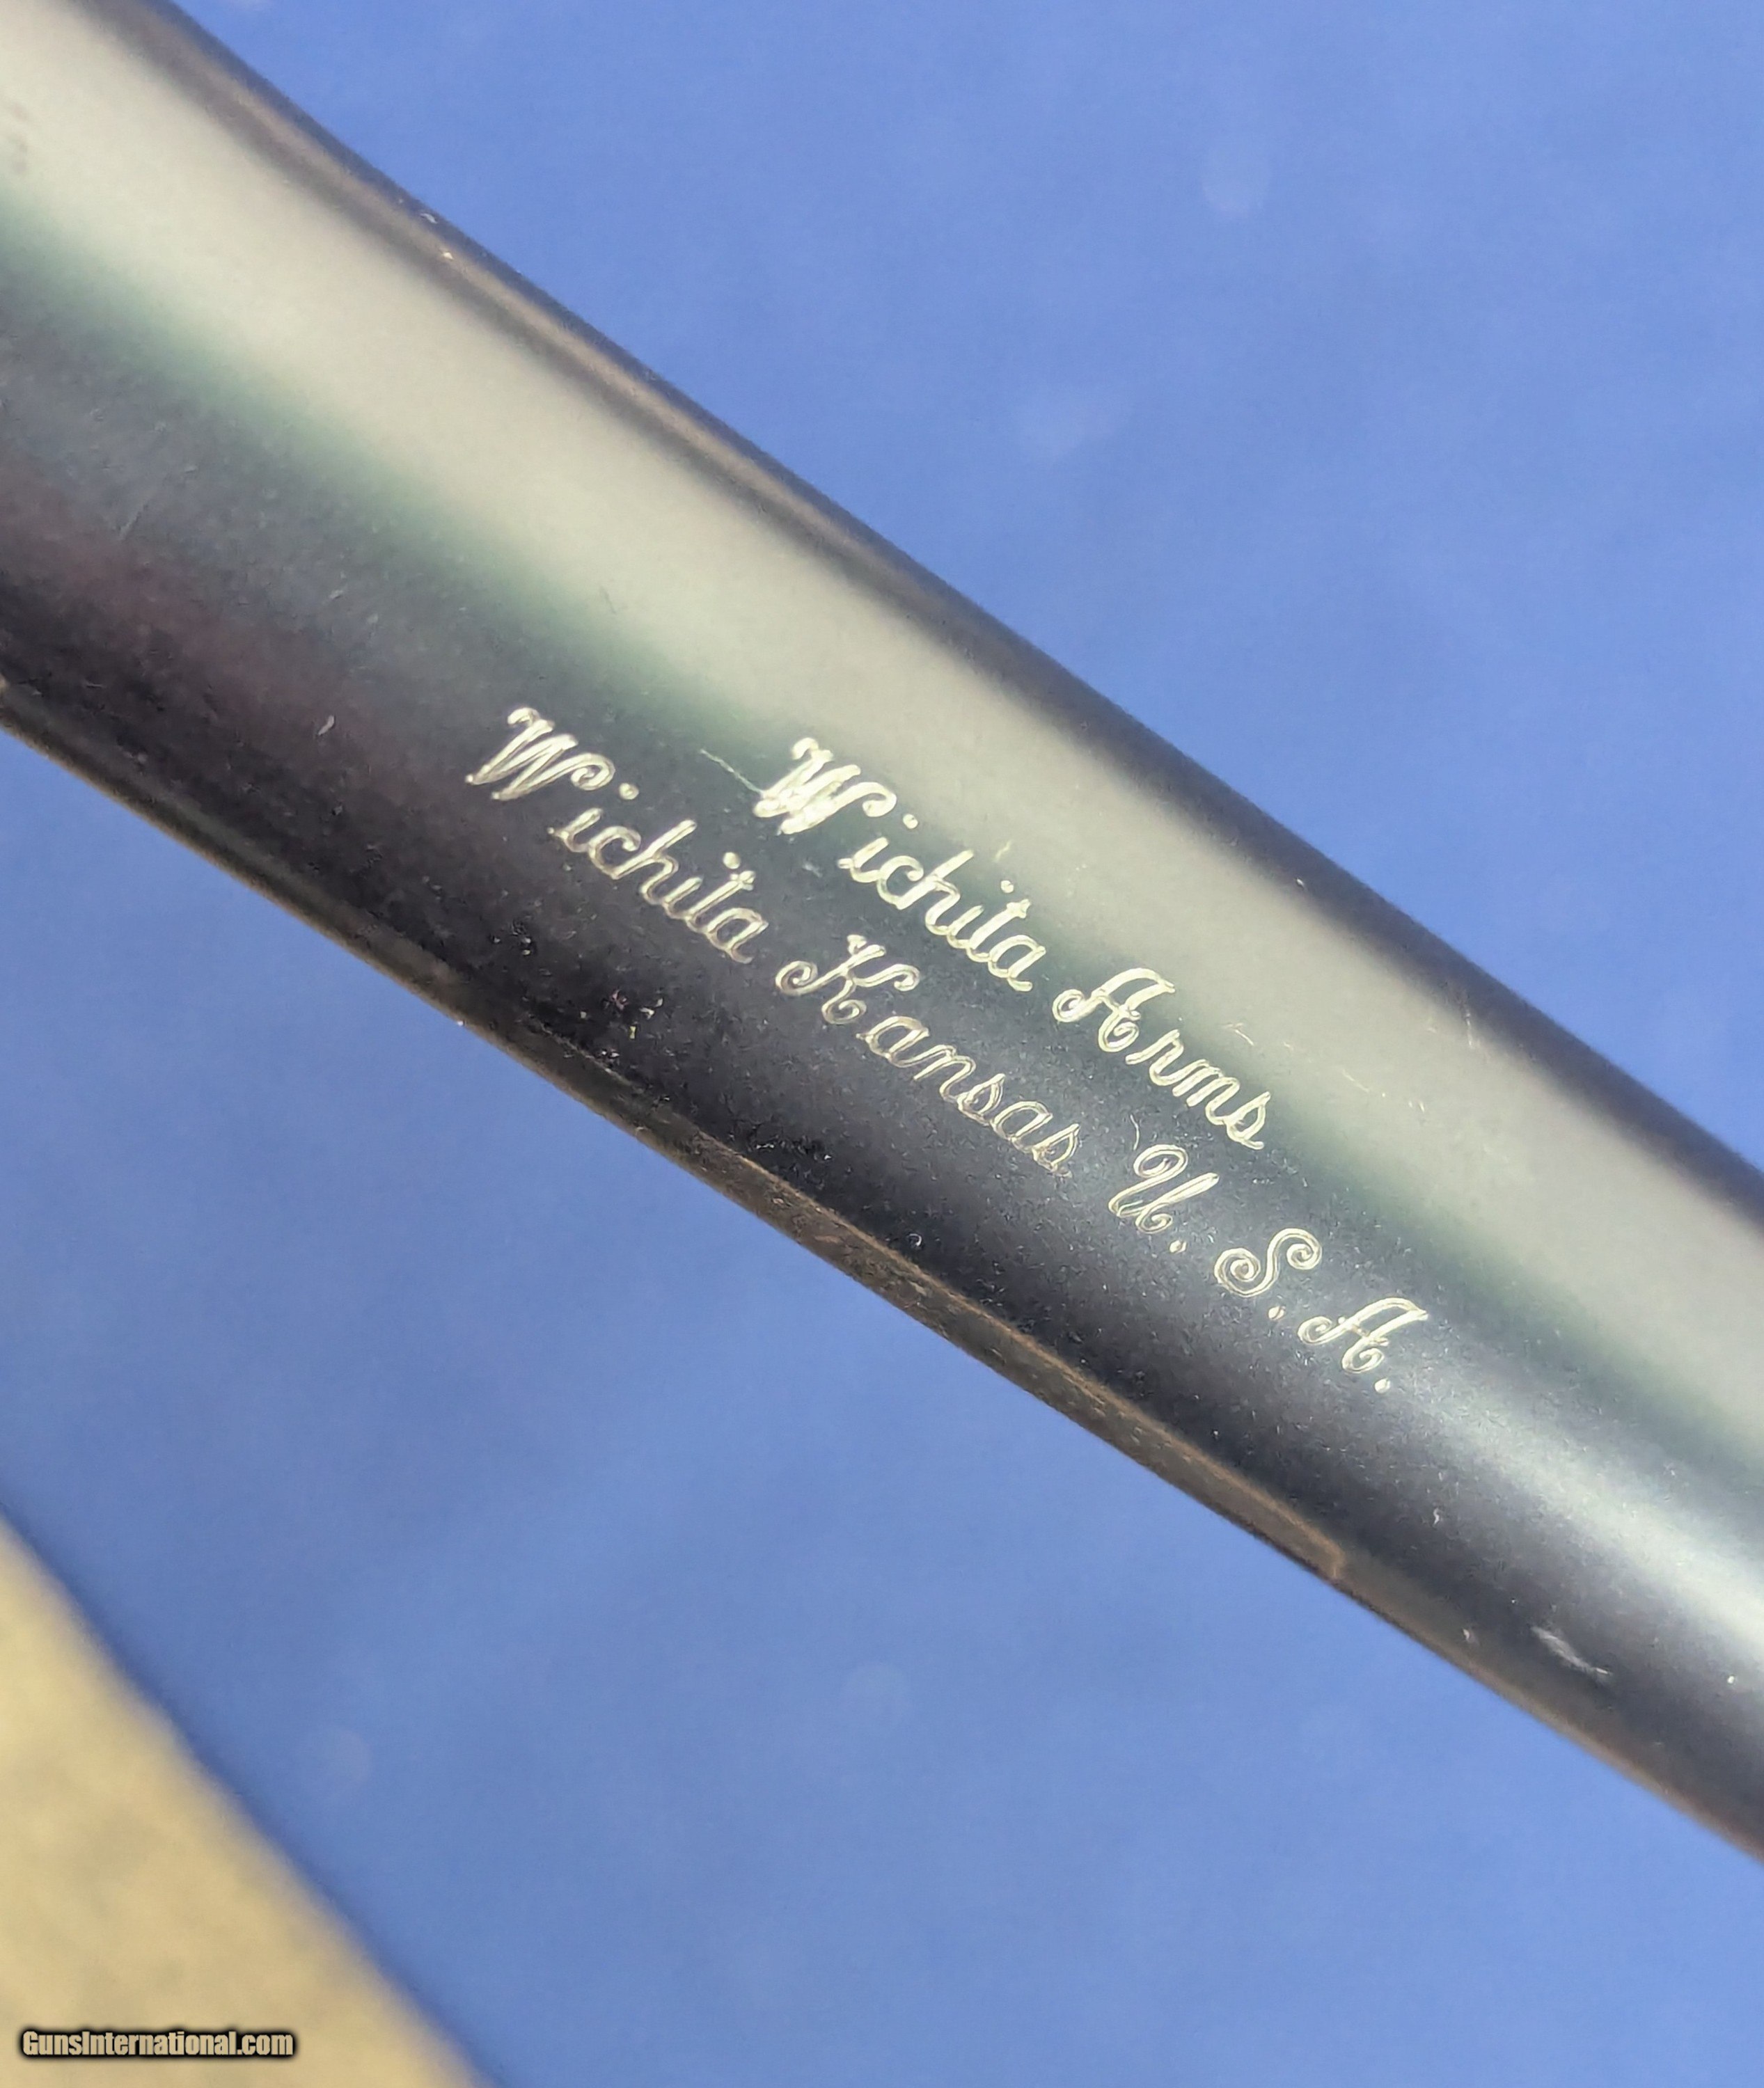 Wichita Arms
Wichita Kansas U. S. A.
GunsInternational.com